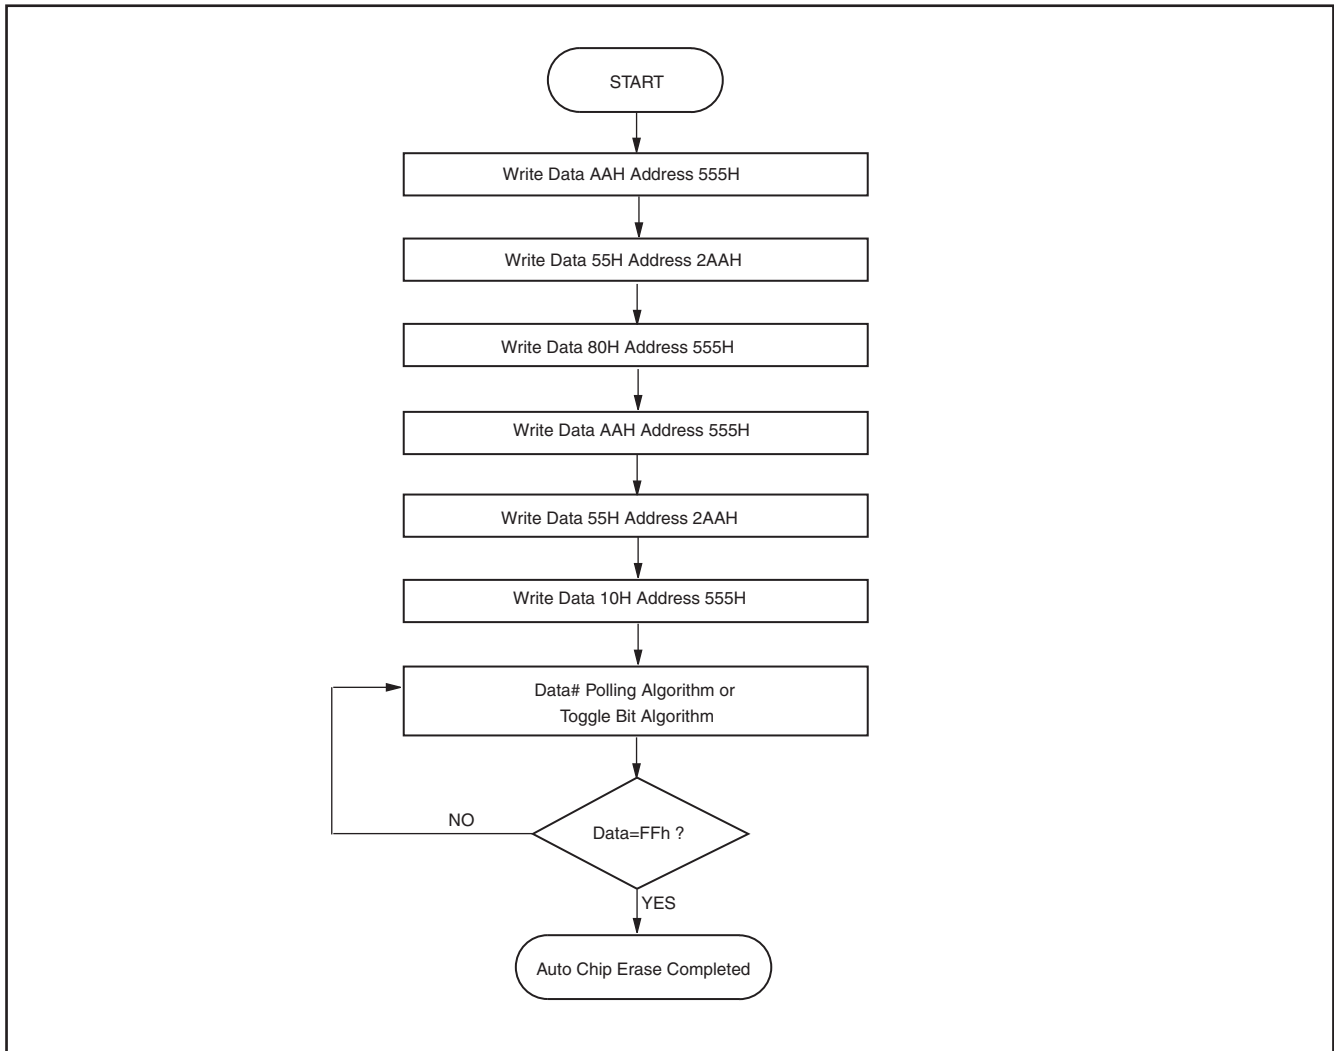 START
Write Data AAH Address 555H
Write Data 55H Address 2AAH
Write Data 80H Address 555H
Write Data AAH Address 555H
Write Data 55H Address 2AAH
Write Data 10H Address 555H
Data# Polling Algorithm or
Toggle Bit Algorithm
NO
Data=FFh ?
YES
Auto Chip Erase Completed